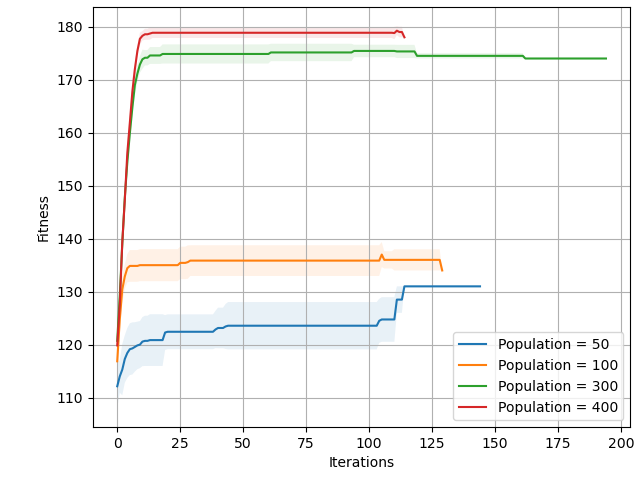 180
170
160
150
140
130
120
110
Fitness
0
25
50
75
100
125
150
175
200
Iterations
Population = 50
Population = 100
Population = 300
Population = 400